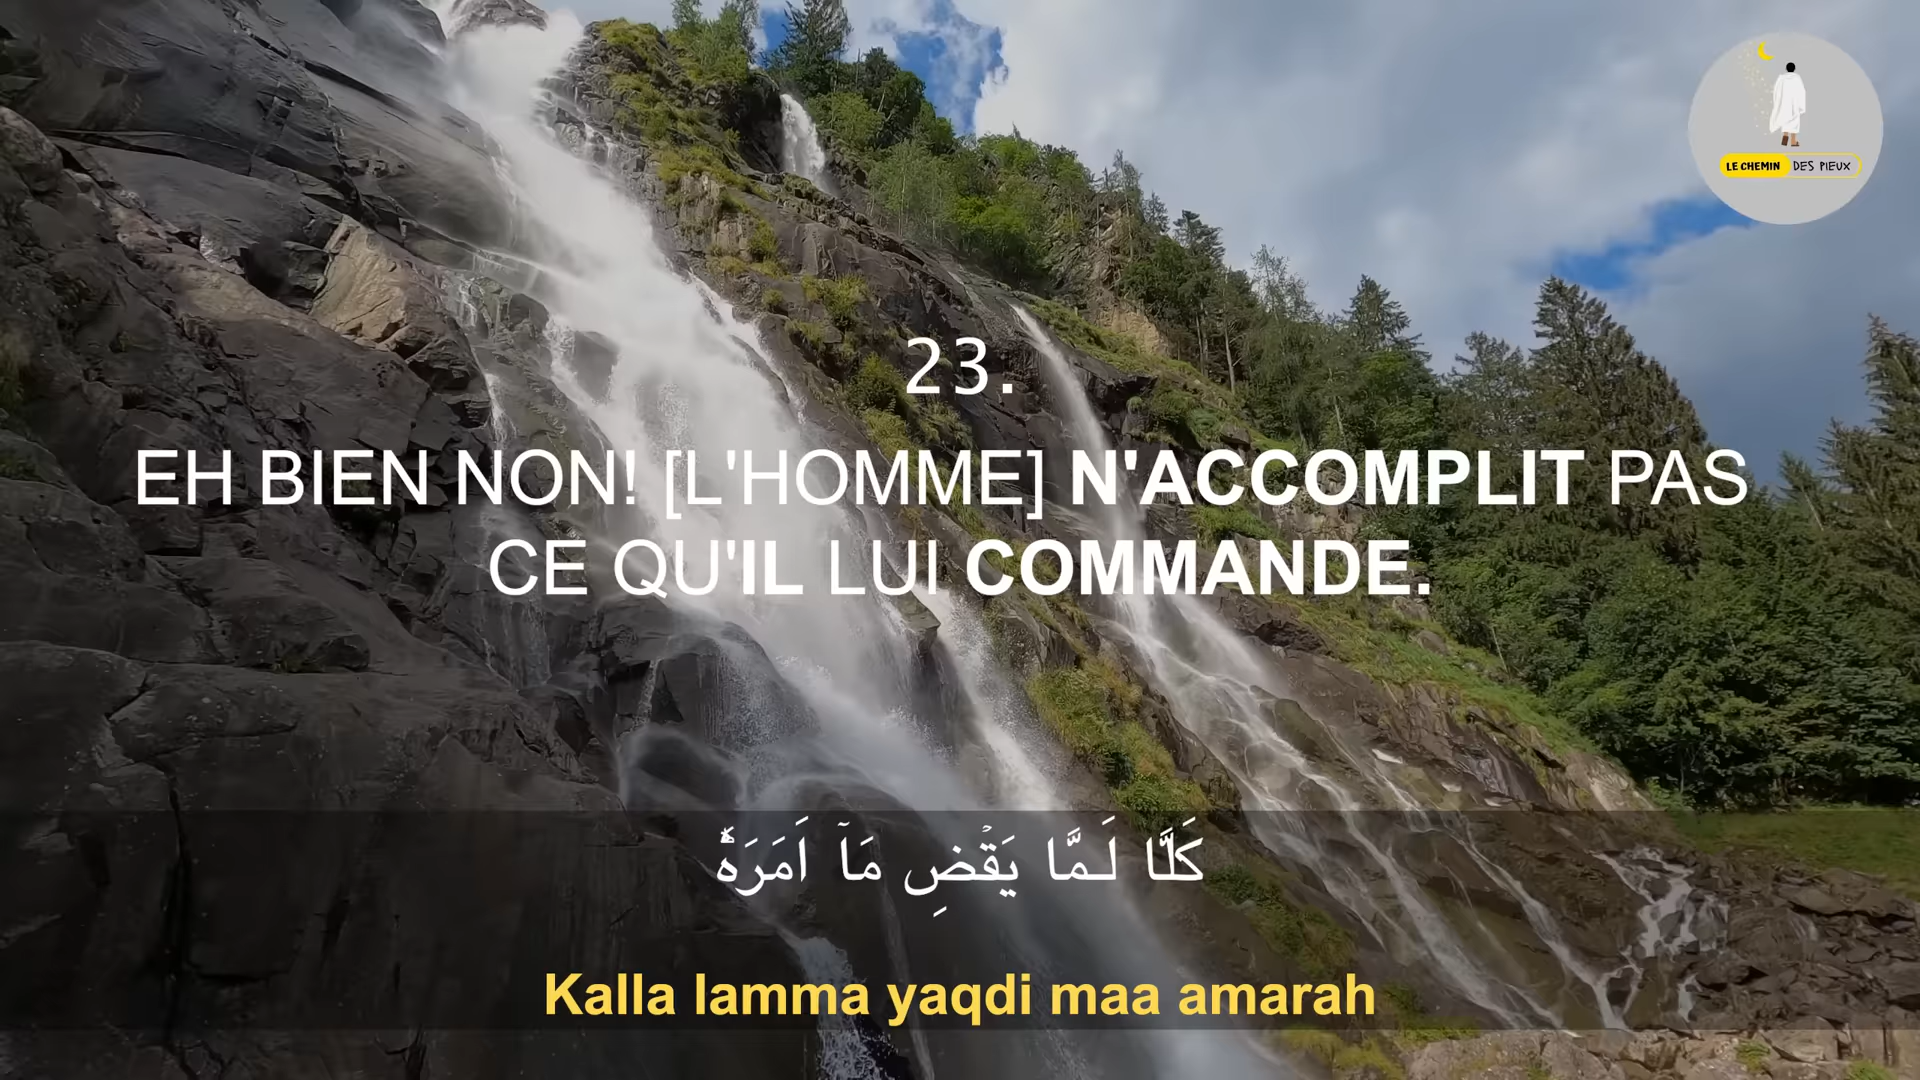 LE CHEMIN DES PIEUX
23.
EH BIEN NON! [L'HOMME] N'ACCOMPLIT PAS
CE QU'IL LUI COMMANDE.
كَلَّا لَمَّا يَقْضِ مَآ اَمَرَهٗؕ
Kalla lamma yaqdi maa amarah